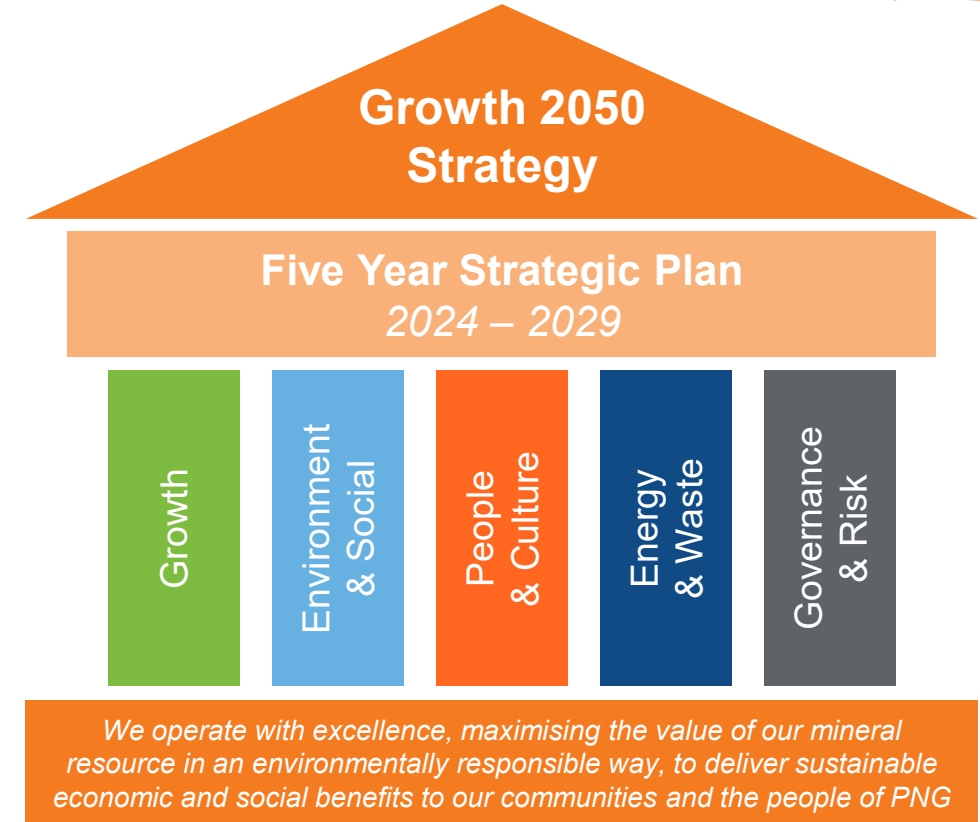 Growth 2050
Strategy
Five Year Strategic Plan
2024 – 2029
Growth
Environment
& Social
People
& Culture
Energy
& Waste
Governance
& Risk
We operate with excellence, maximising the value of our mineral
resource in an environmentally responsible way, to deliver sustainable
economic and social benefits to our communities and the people of PNG